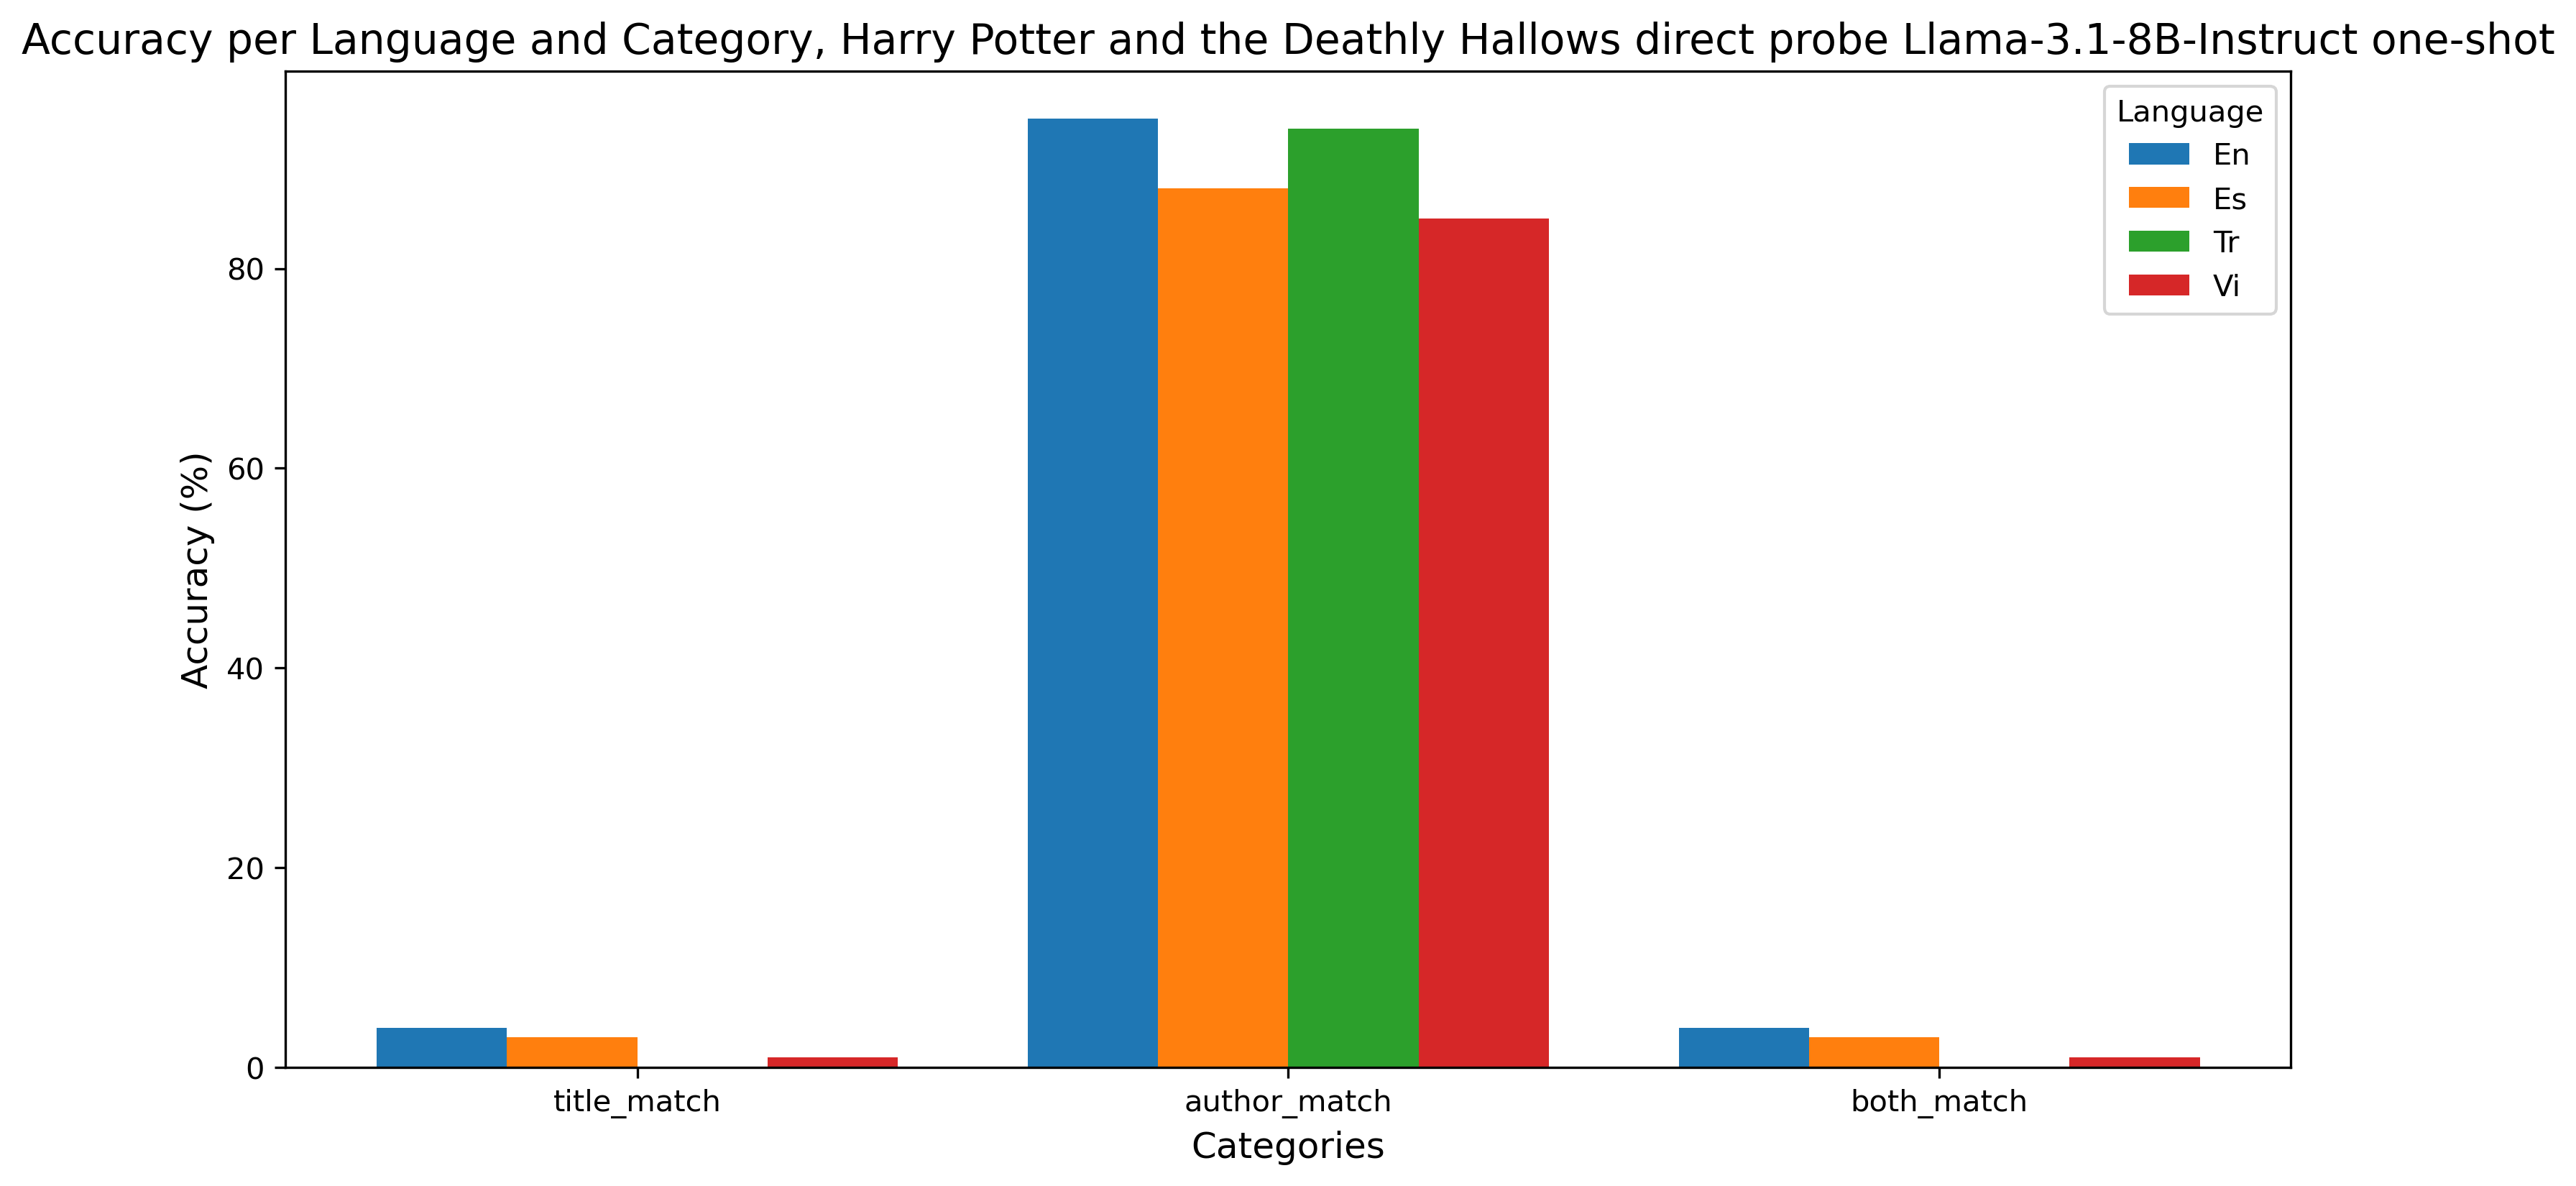 Accuracy per Language and Category, Harry Potter and the Deathly Hallows direct probe Llama-3.1-8B-Instruct one-shot
Language
En
Es
Tr
Vi
Accuracy (%)
80
60
40
20
0
title_match
author_match
both_match
Categories